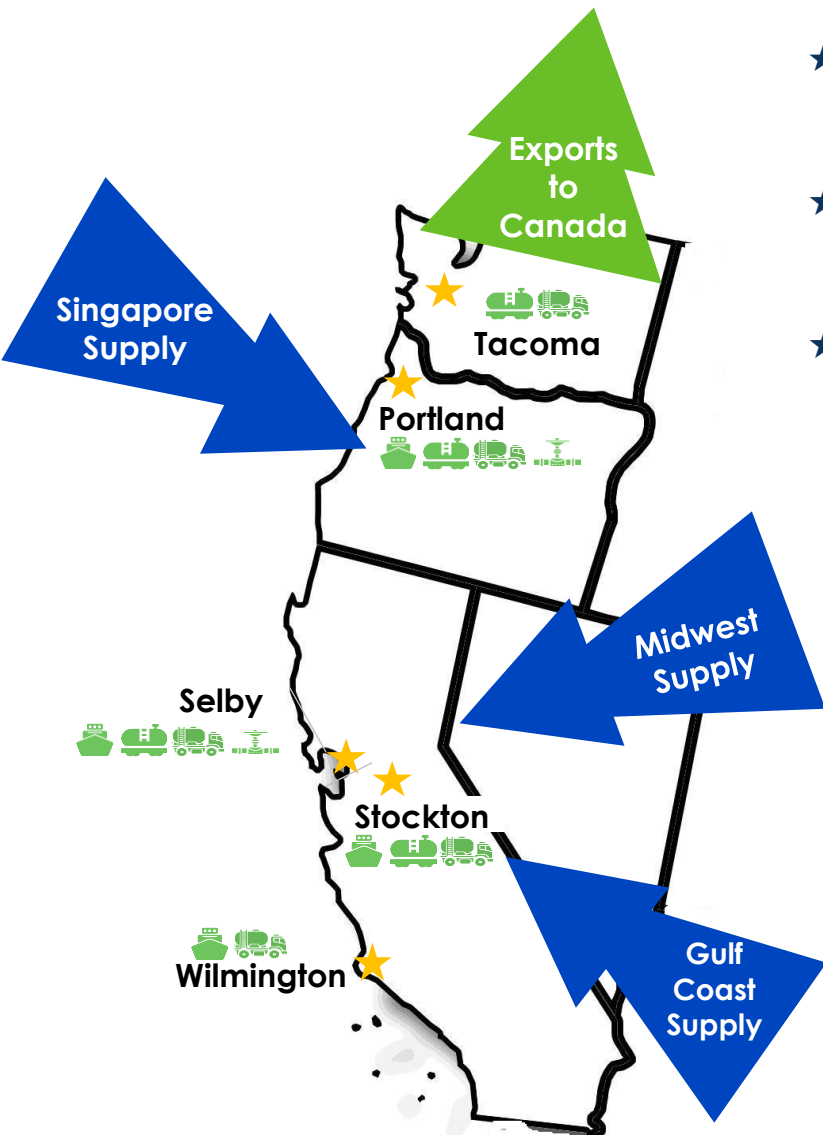 Exports
to
Canada
Singapore
Supply
Tacoma
Portland
Midwest
Supply
Selby
Stockton
Wilmington
Gulf
Coast
Supply